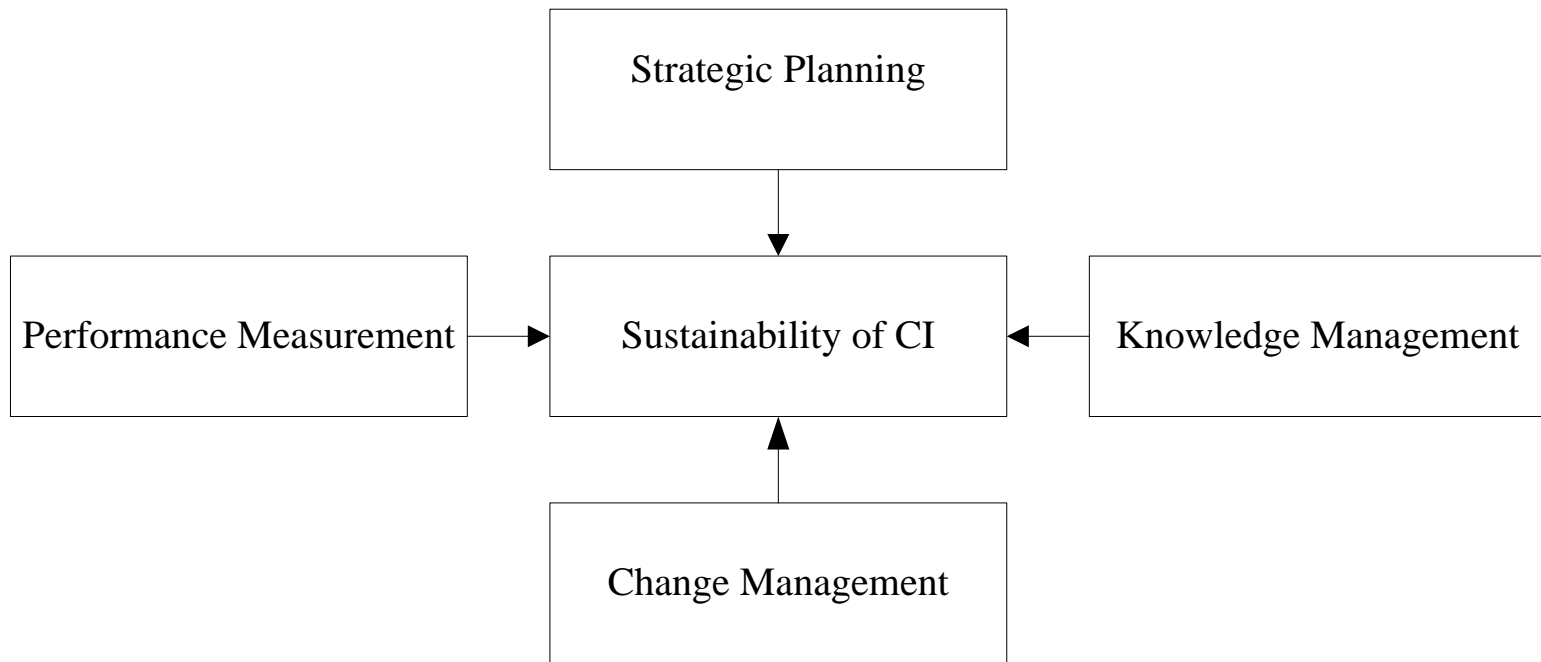 Strategic Planning
Performance Measurement
Sustainability of CI
Knowledge Management
Change Management